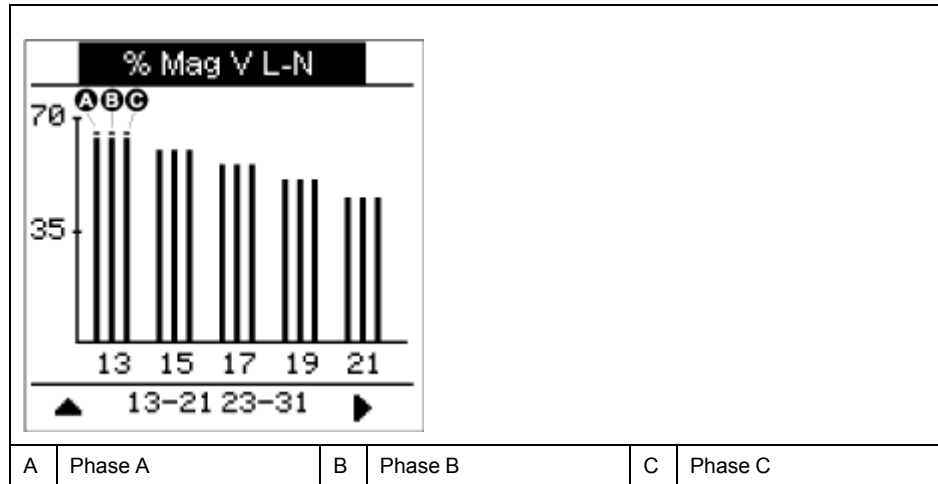 % Mag V L-N
A B C
70
35
13 15 17 19 21
13-21 23-31
A Phase A B Phase B C Phase C